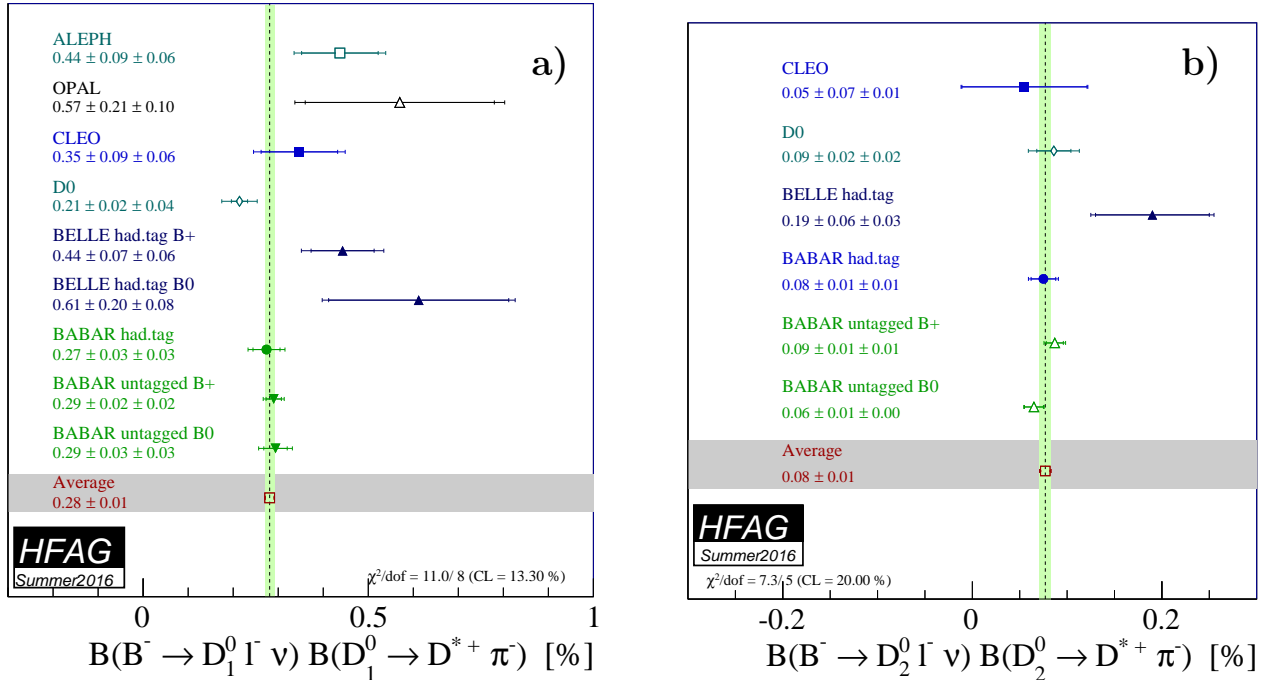 a)
ALEPH
0.44 ± 0.09 ± 0.06
OPAL
0.57 ± 0.21 ± 0.10
CLEO
0.35 ± 0.09 ± 0.06
D0
0.21 ± 0.02 ± 0.04
BELLE had.tag B+
0.44 ± 0.07 ± 0.06
BELLE had.tag B0
0.61 ± 0.20 ± 0.08
BABAR had.tag
0.27 ± 0.03 ± 0.03
BABAR untagged B+
0.29 ± 0.02 ± 0.02
BABAR untagged B0
0.29 ± 0.03 ± 0.03
Average
0.28 ± 0.01
HFAG
Summer2016
χ²/dof = 11.0/ 8 (CL = 13.30 %)
0 0.5 1
B(B⁻ → D₁⁰ l⁻ ν) B(D₁⁰ → D*⁺ π⁻) [%]
b)
CLEO
0.05 ± 0.07 ± 0.01
D0
0.09 ± 0.02 ± 0.02
BELLE had.tag
0.19 ± 0.06 ± 0.03
BABAR had.tag
0.08 ± 0.01 ± 0.01
BABAR untagged B+
0.09 ± 0.01 ± 0.01
BABAR untagged B0
0.06 ± 0.01 ± 0.00
Average
0.08 ± 0.01
HFAG
Summer2016
χ²/dof = 7.3/ 5 (CL = 20.00 %)
-0.2 0 0.2
B(B⁻ → D₂⁰ l⁻ ν) B(D₂⁰ → D*⁺ π⁻) [%]